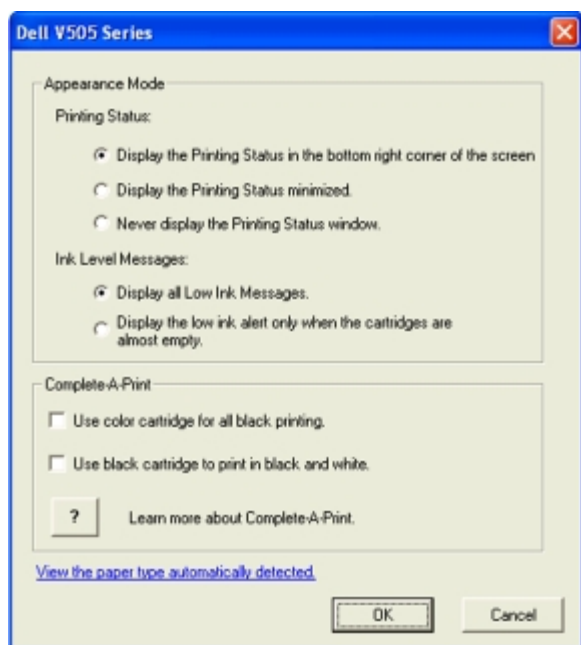 Dell V505 Series
Appearance Mode
Printing Status:
Display the Printing Status in the bottom right corner of the screen
Display the Printing Status minimized.
Never display the Printing Status window.
Ink Level Messages:
Display all Low Ink Messages.
Display the low ink alert only when the cartridges are
almost empty.
Complete-A-Print
Use color cartridge for all black printing.
Use black cartridge to print in black and white.
? Learn more about Complete-A-Print.
View the paper type automatically detected.
OK Cancel